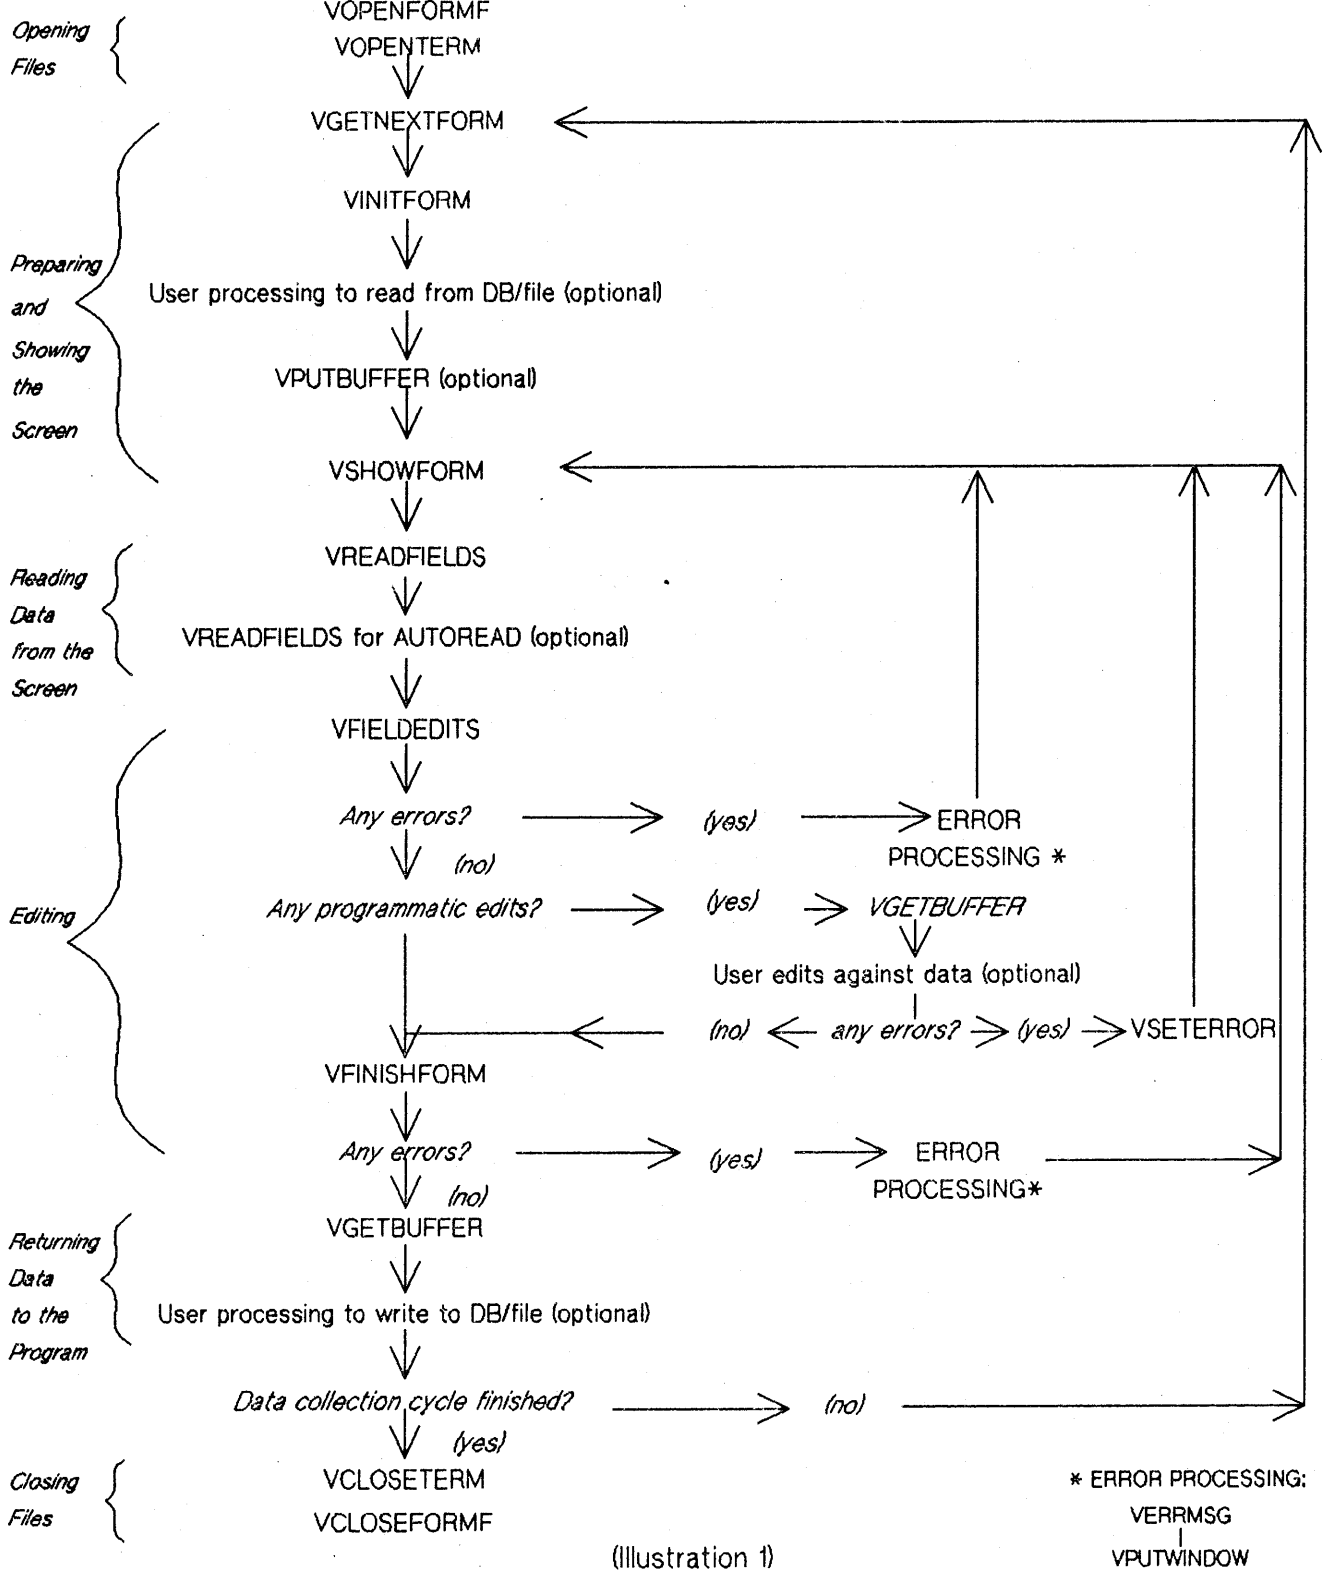 VOPENFORMF
Opening
Files
VOPENTERM
VGETNEXTFORM
VINITFORM
Preparing
and
Showing
the
Screen
User processing to read from DB/file (optional)
VPUTBUFFER (optional)
VSHOWFORM
VREADFIELDS
Reading
Data
from the
Screen
VREADFIELDS for AUTOREAD (optional)
VFIELDEDITS
Any errors?
(yes)
ERROR
PROCESSING *
(no)
Editing
Any programmatic edits?
(yes)
VGETBUFFER
User edits against data (optional)
(no)
any errors?
(yes)
VSETERROR
VFINISHFORM
Any errors?
(yes)
ERROR
PROCESSING*
(no)
VGETBUFFER
Returning
Data
to the
Program
User processing to write to DB/file (optional)
Data collection cycle finished?
(no)
(yes)
Closing
Files
VCLOSETERM
VCLOSEFORMF
* ERROR PROCESSING:
VERRMSG
VPUTWINDOW
(Illustration 1)